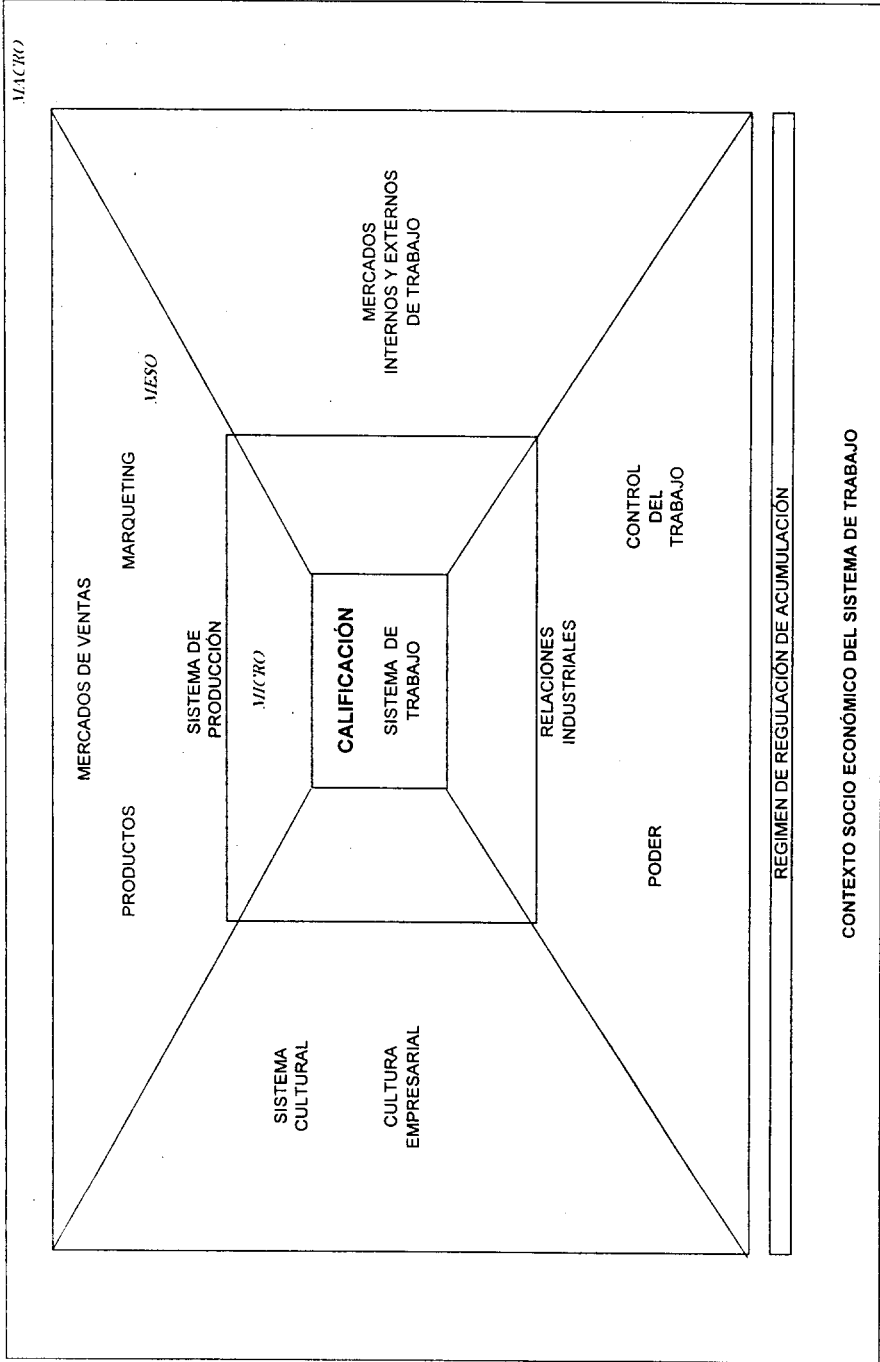 MACRO
MERCADOS DE VENTAS
PRODUCTOS
MARQUETING
MESO
SISTEMA DE
PRODUCCIÓN
MICRO
SISTEMA
CULTURAL
CULTURA
EMPRESARIAL
CALIFICACIÓN
SISTEMA DE
TRABAJO
MERCADOS
INTERNOS Y EXTERNOS
DE TRABAJO
RELACIONES
INDUSTRIALES
PODER
CONTROL
DEL
TRABAJO
REGIMEN DE REGULACIÓN DE ACUMULACIÓN
CONTEXTO SOCIO ECONÓMICO DEL SISTEMA DE TRABAJO